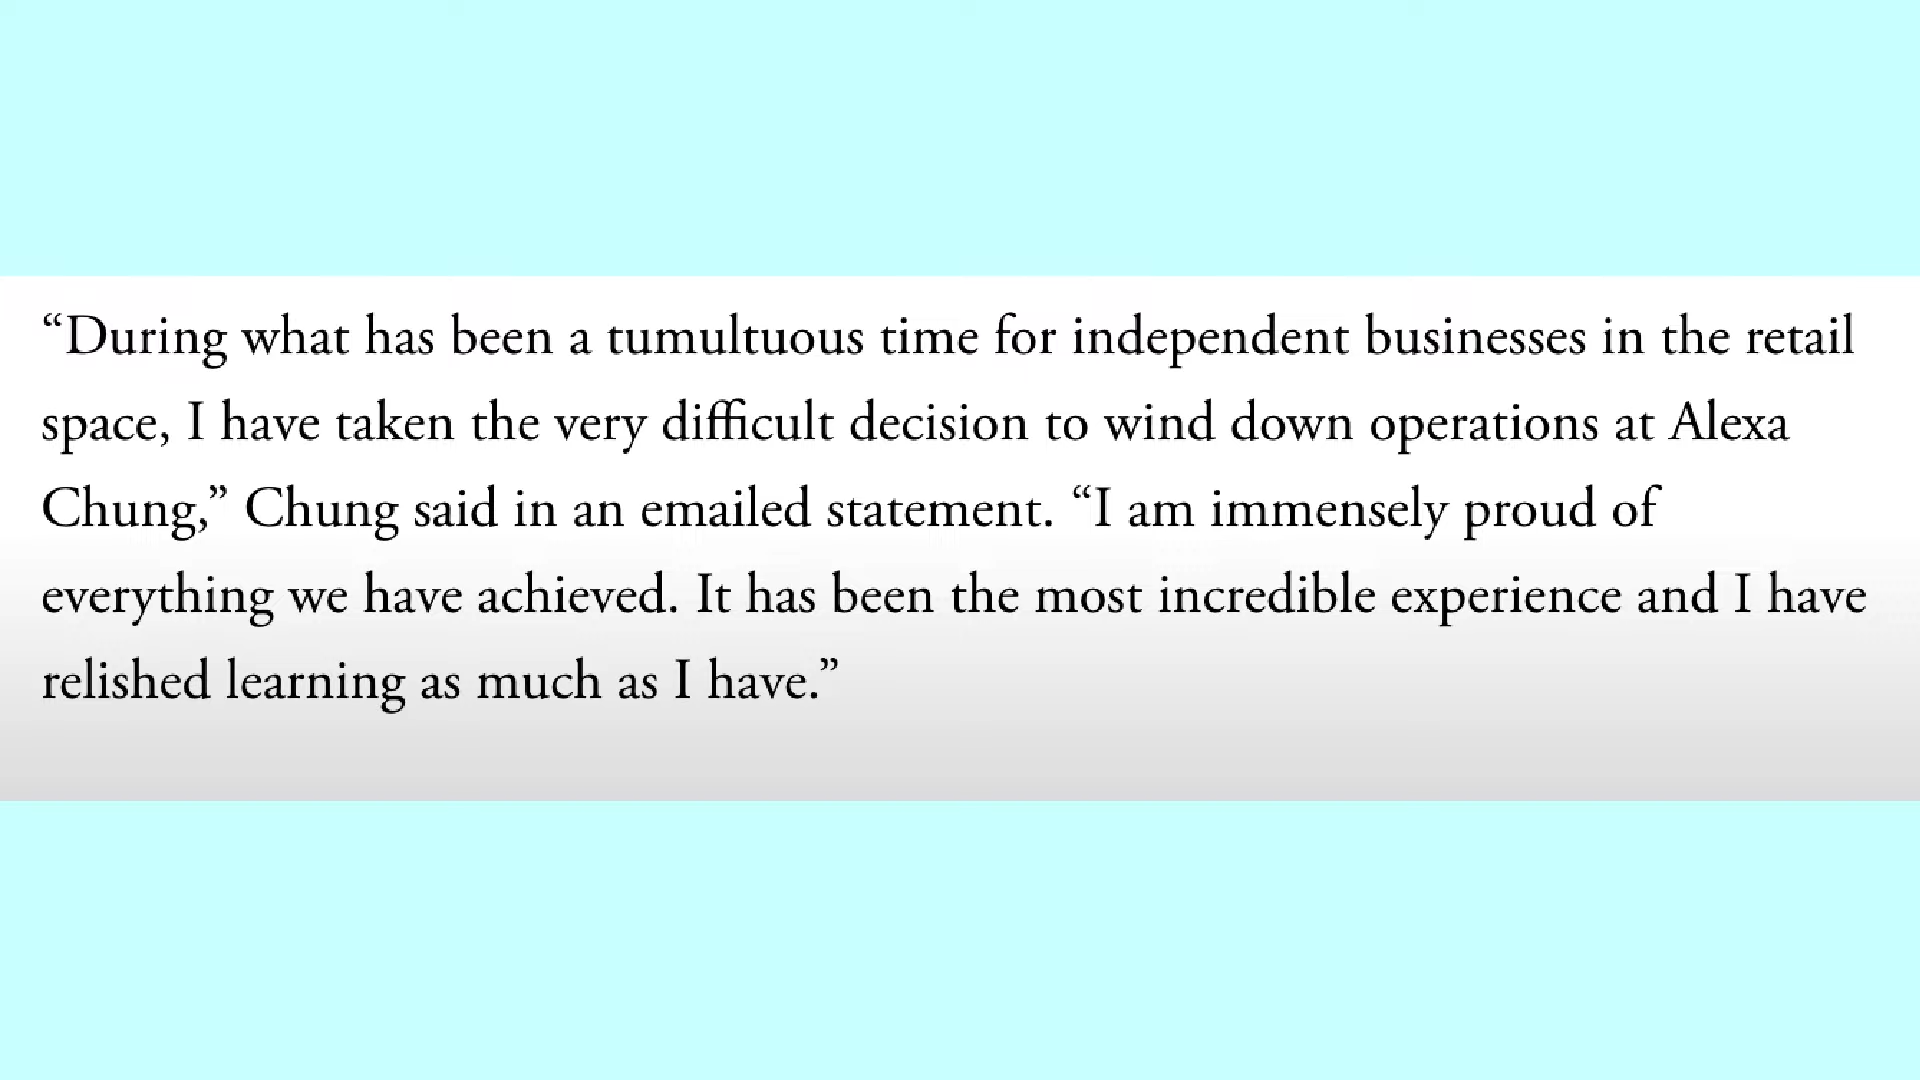 “During what has been a tumultuous time for independent businesses in the retail
space, I have taken the very difficult decision to wind down operations at Alexa
Chung,” Chung said in an emailed statement. “I am immensely proud of
everything we have achieved. It has been the most incredible experience and I have
relished learning as much as I have.”